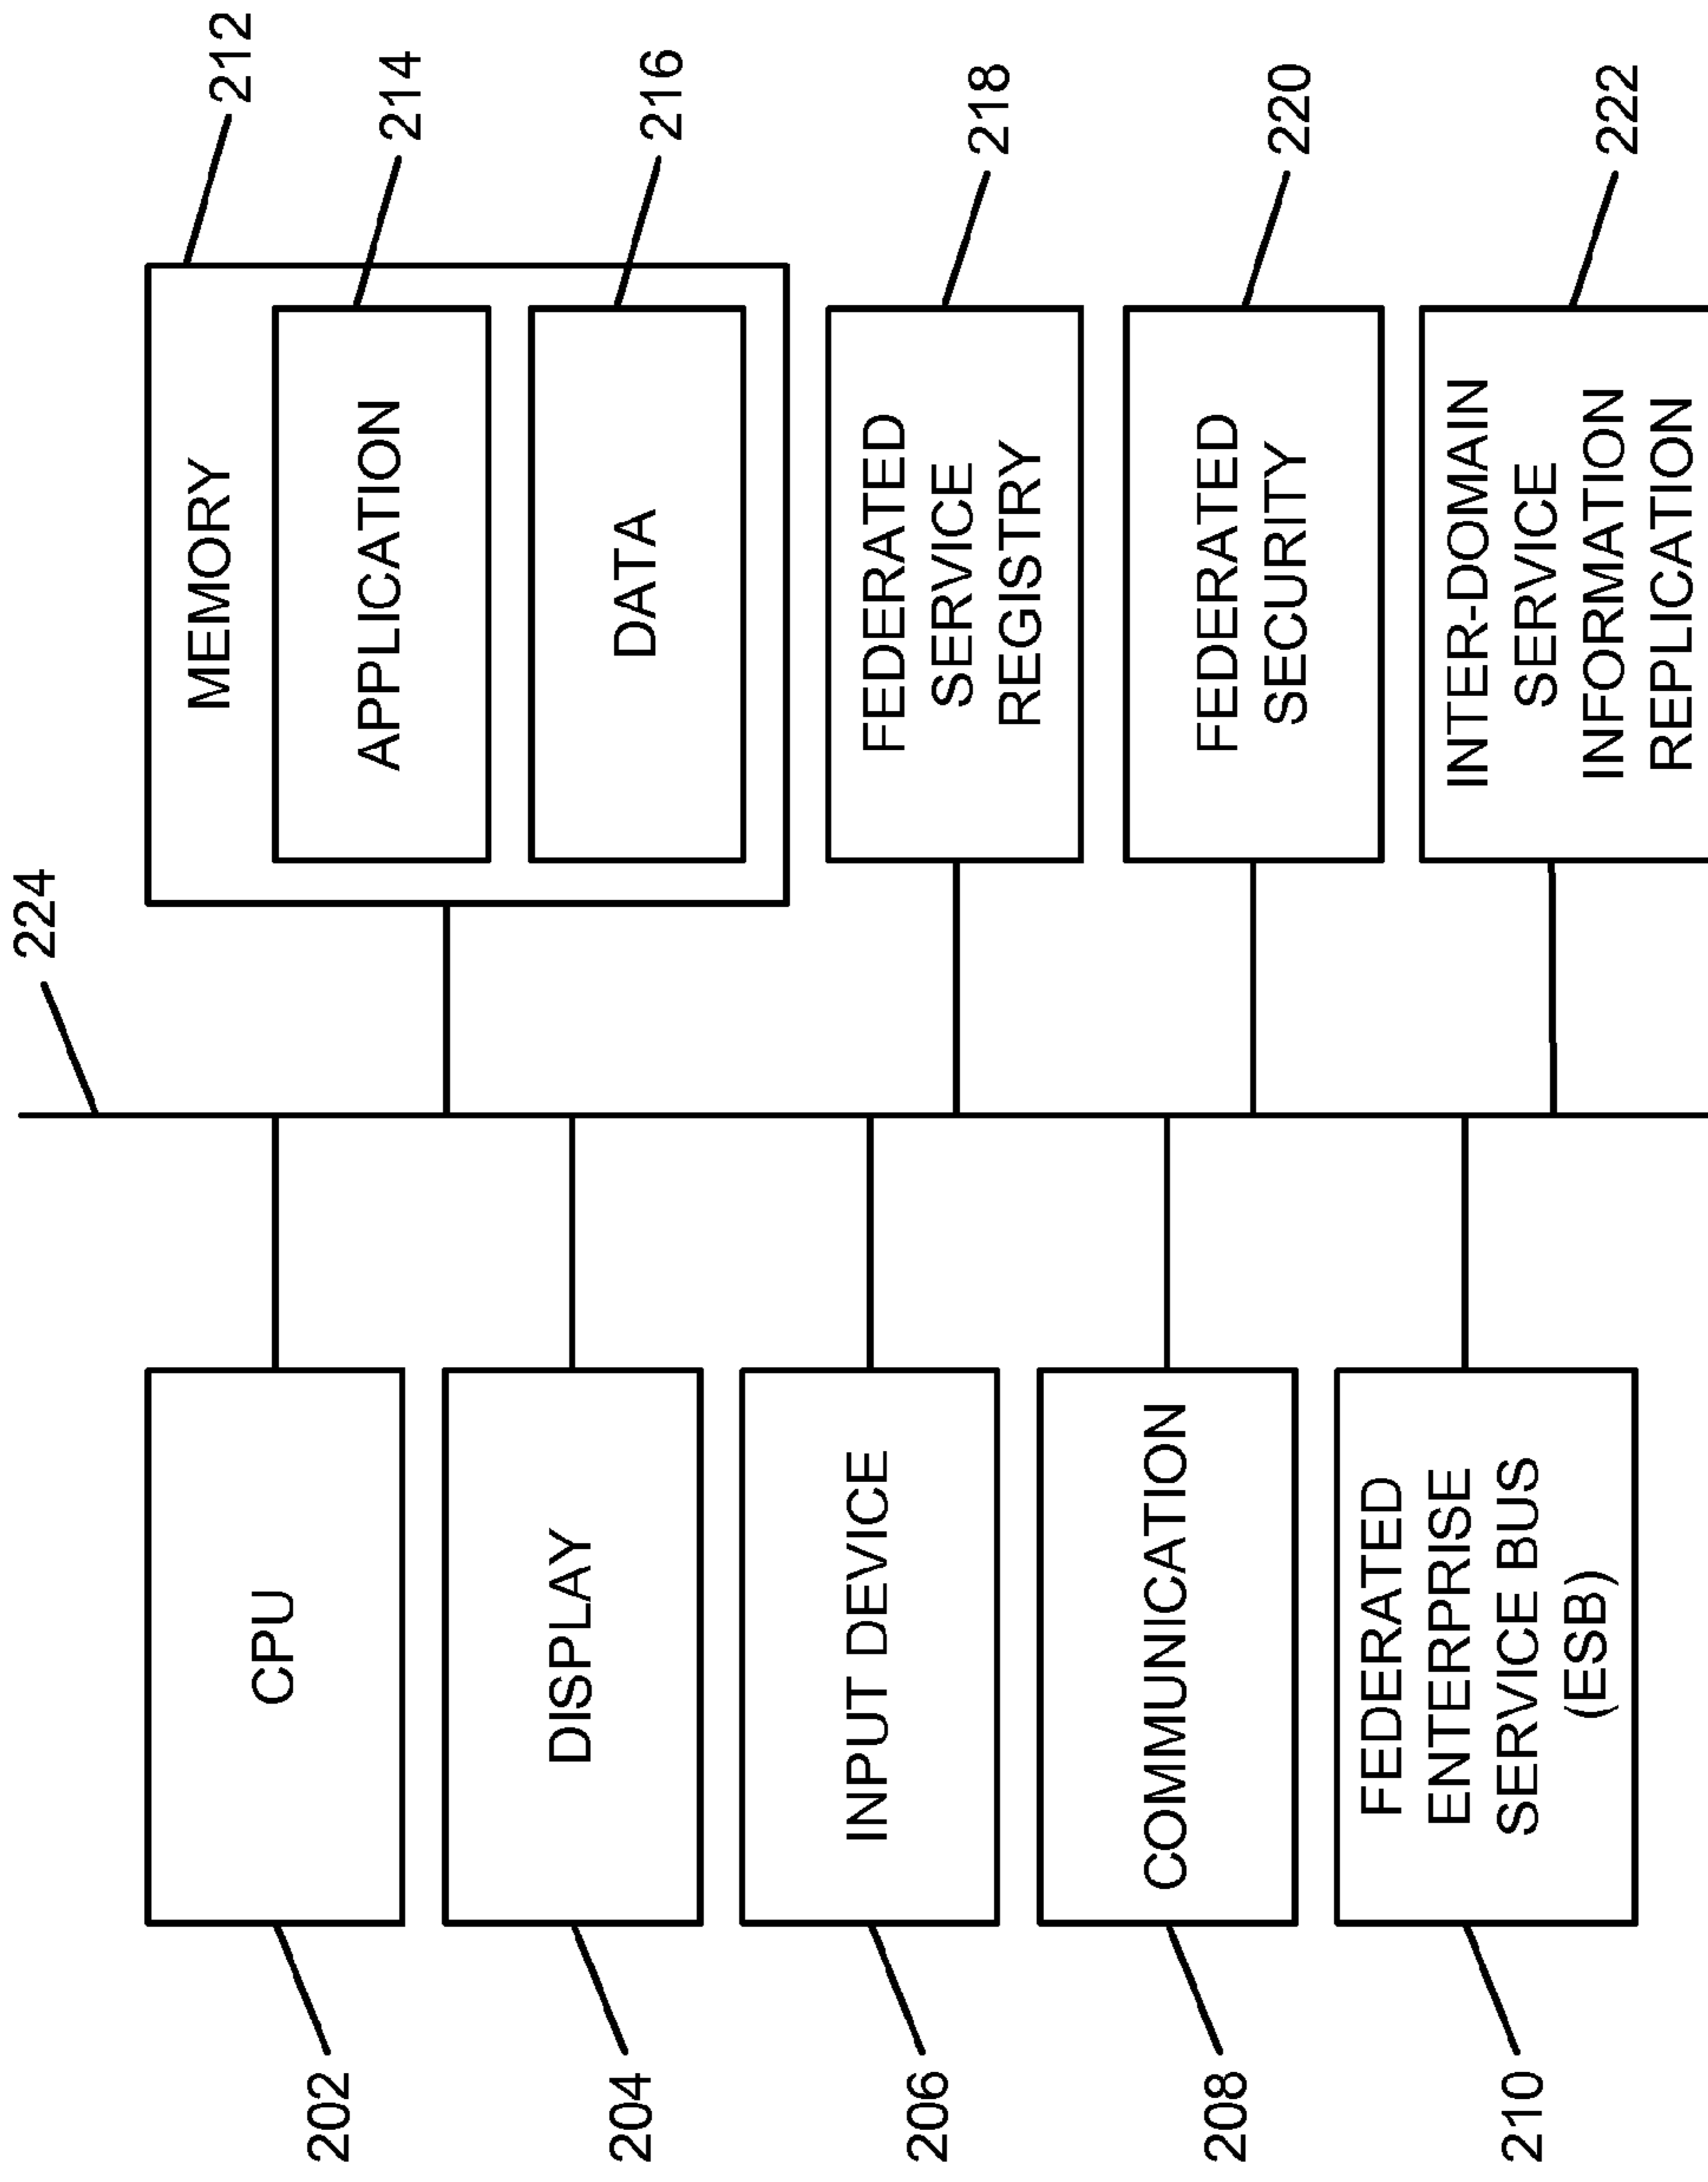 224
CPU
202
DISPLAY
204
INPUT DEVICE
206
COMMUNICATION
208
FEDERATED
ENTERPRISE
SERVICE BUS
(ESB)
210
MEMORY
212
APPLICATION
214
DATA
216
FEDERATED
SERVICE
REGISTRY
218
FEDERATED
SECURITY
220
INTER-DOMAIN
SERVICE
INFORMATION
REPLICATION
222